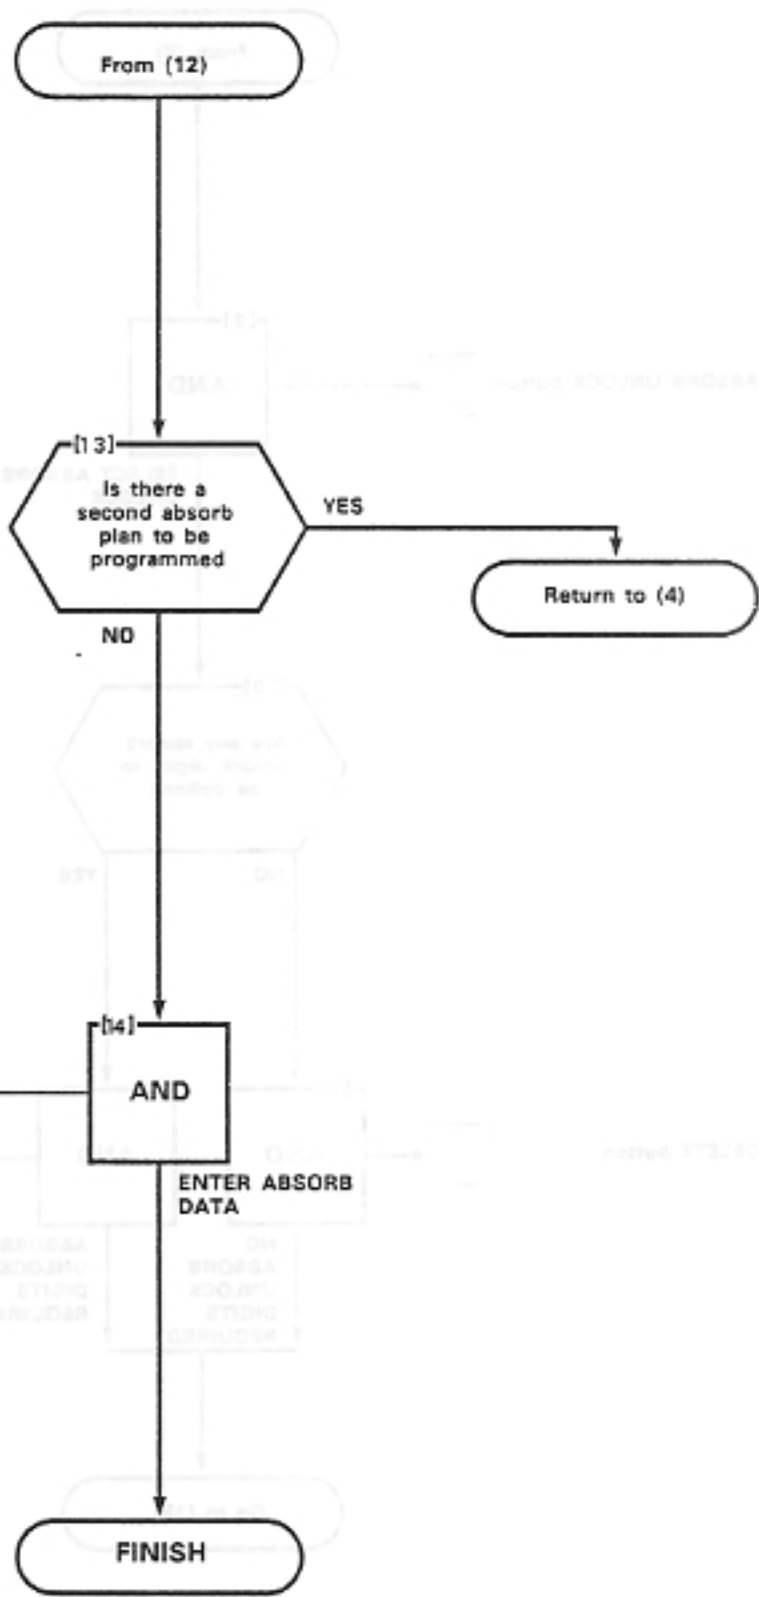 From (12)
[13]
Is there a
second absorb
plan to be
programmed
YES
Return to (4)
NO
[14]
AND
ENTER ABSORB
DATA
FINISH